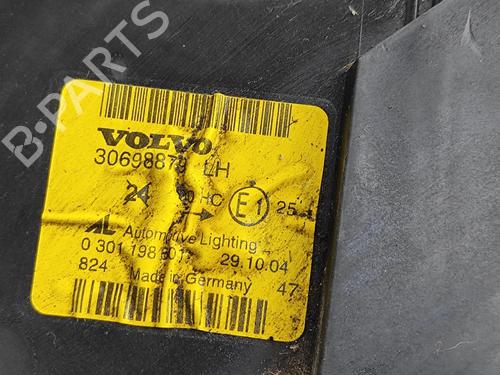 B-PARTS
VOLVO
LH
HC E1 25
AL Automotive Lighting
0 301 198 29.10.04
824 Made in Germany 47